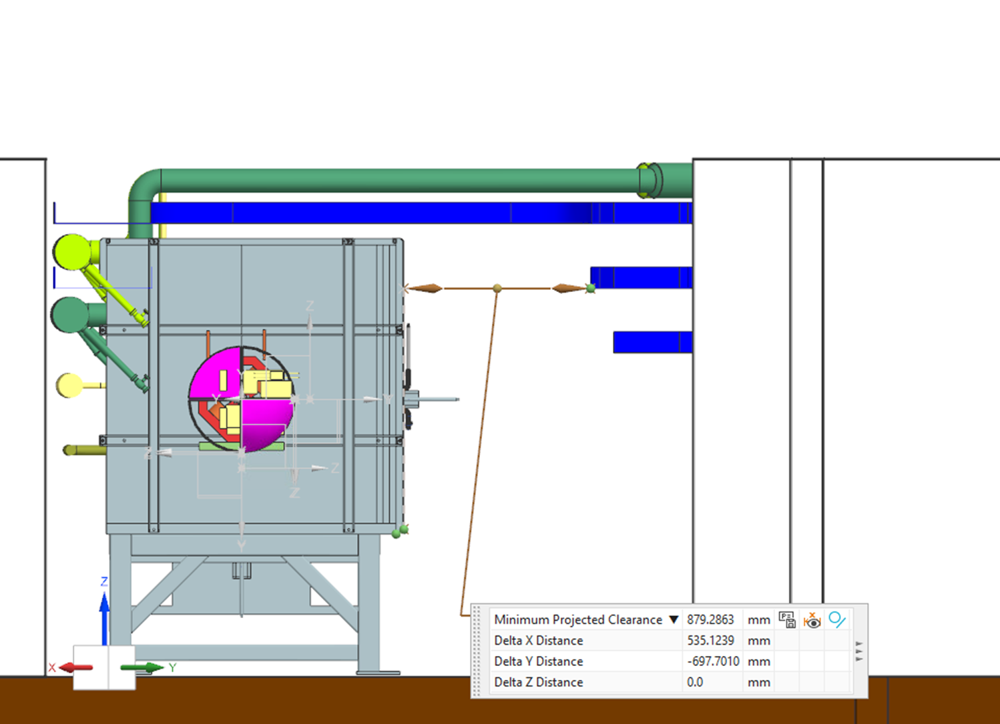 Z
Y
Y
Y
Z
Z
Z
Y
Z
X
Y
Minimum Projected Clearance ▼ 879.2863 mm
Delta X Distance 535.1239 mm
Delta Y Distance -697.7010 mm
Delta Z Distance 0.0 mm